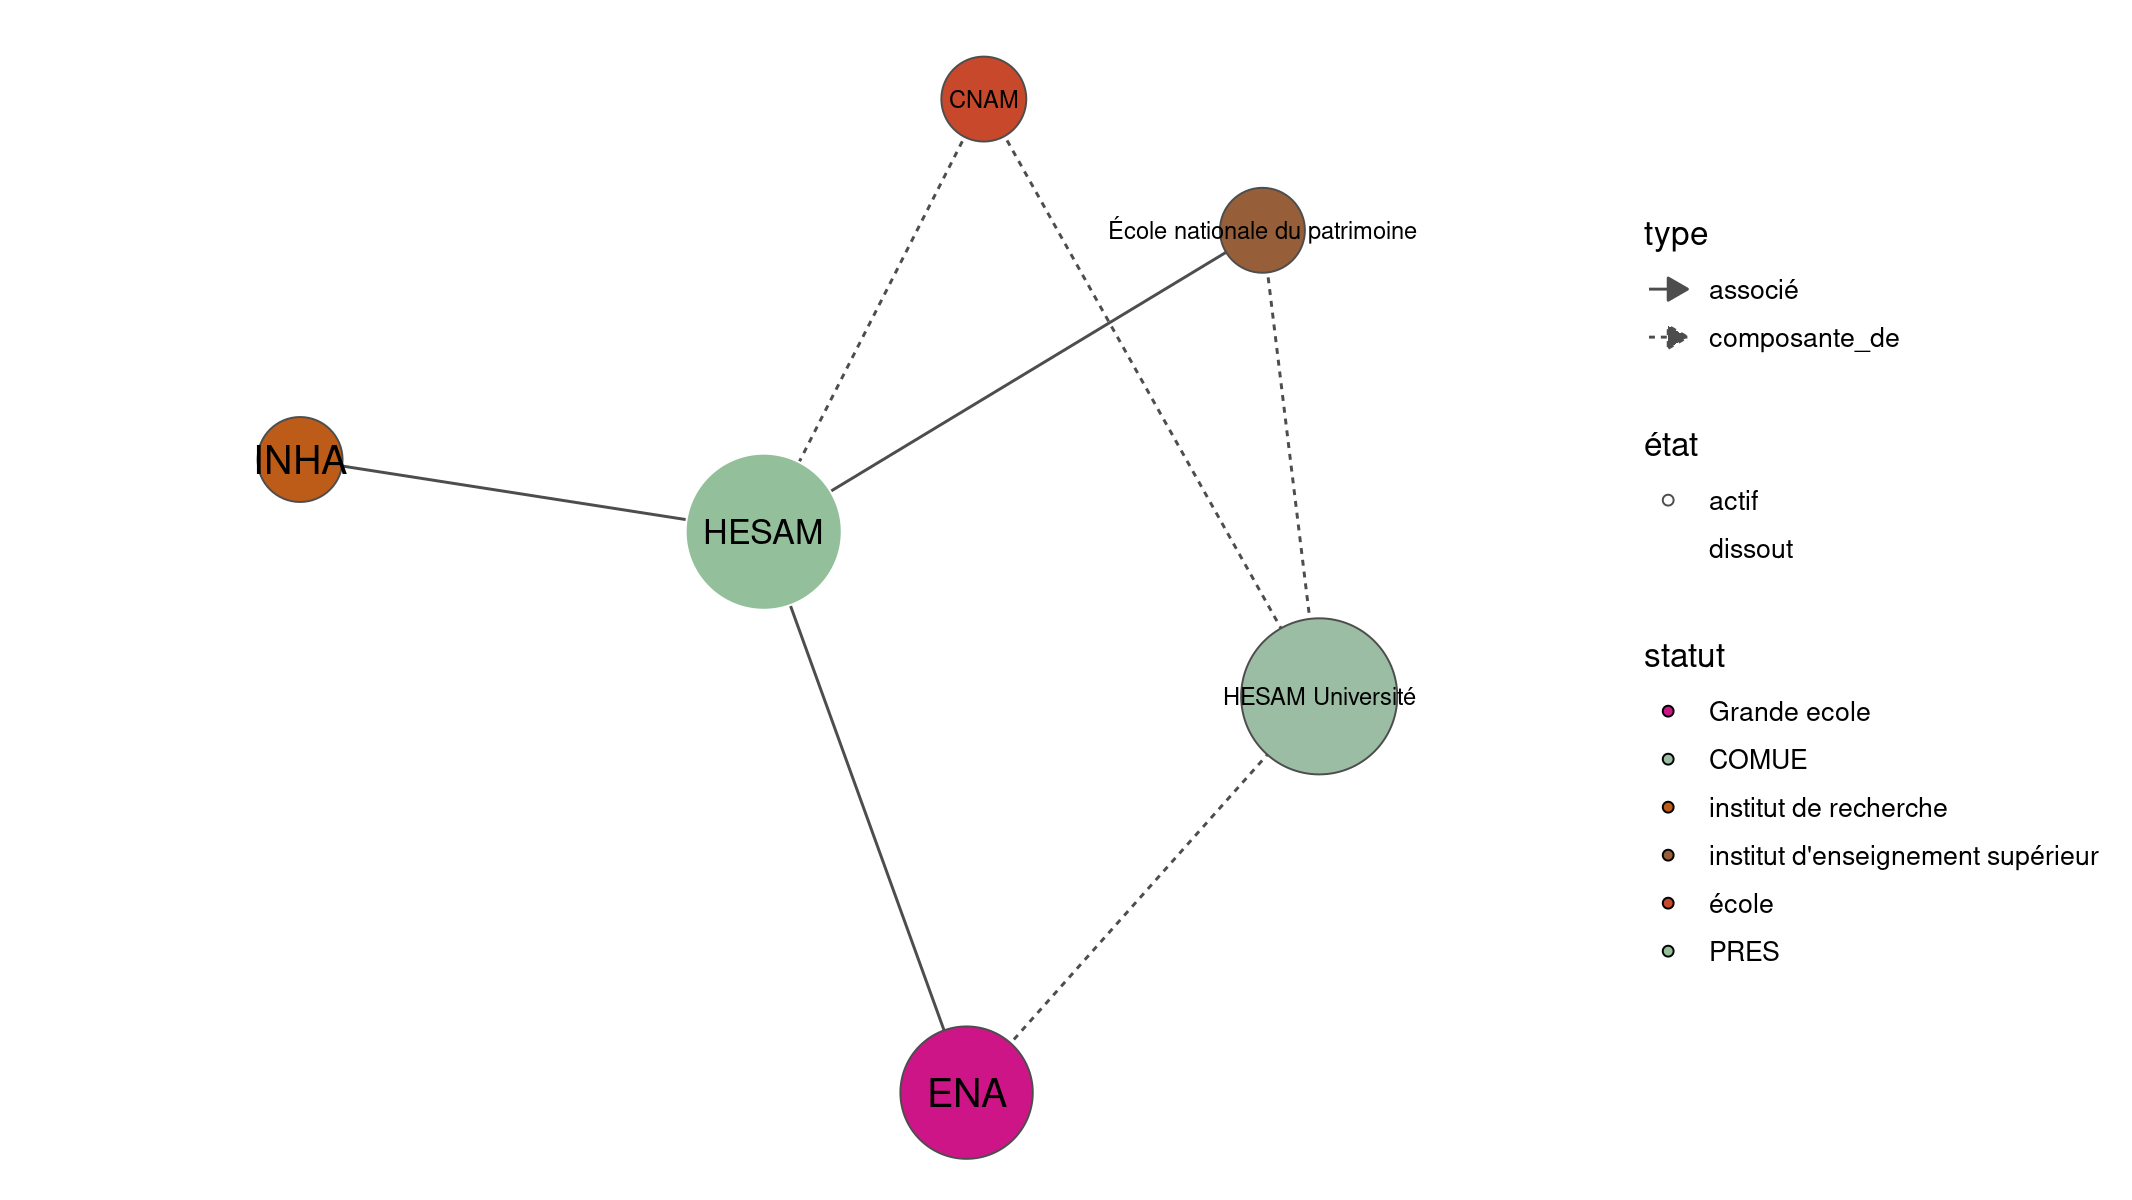 CNAM
École nationale du patrimoine
INHA
HESAM
HESAM Université
ENA
type
associé
composante_de
état
actif
dissout
statut
Grande ecole
COMUE
institut de recherche
institut d'enseignement supérieur
école
PRES